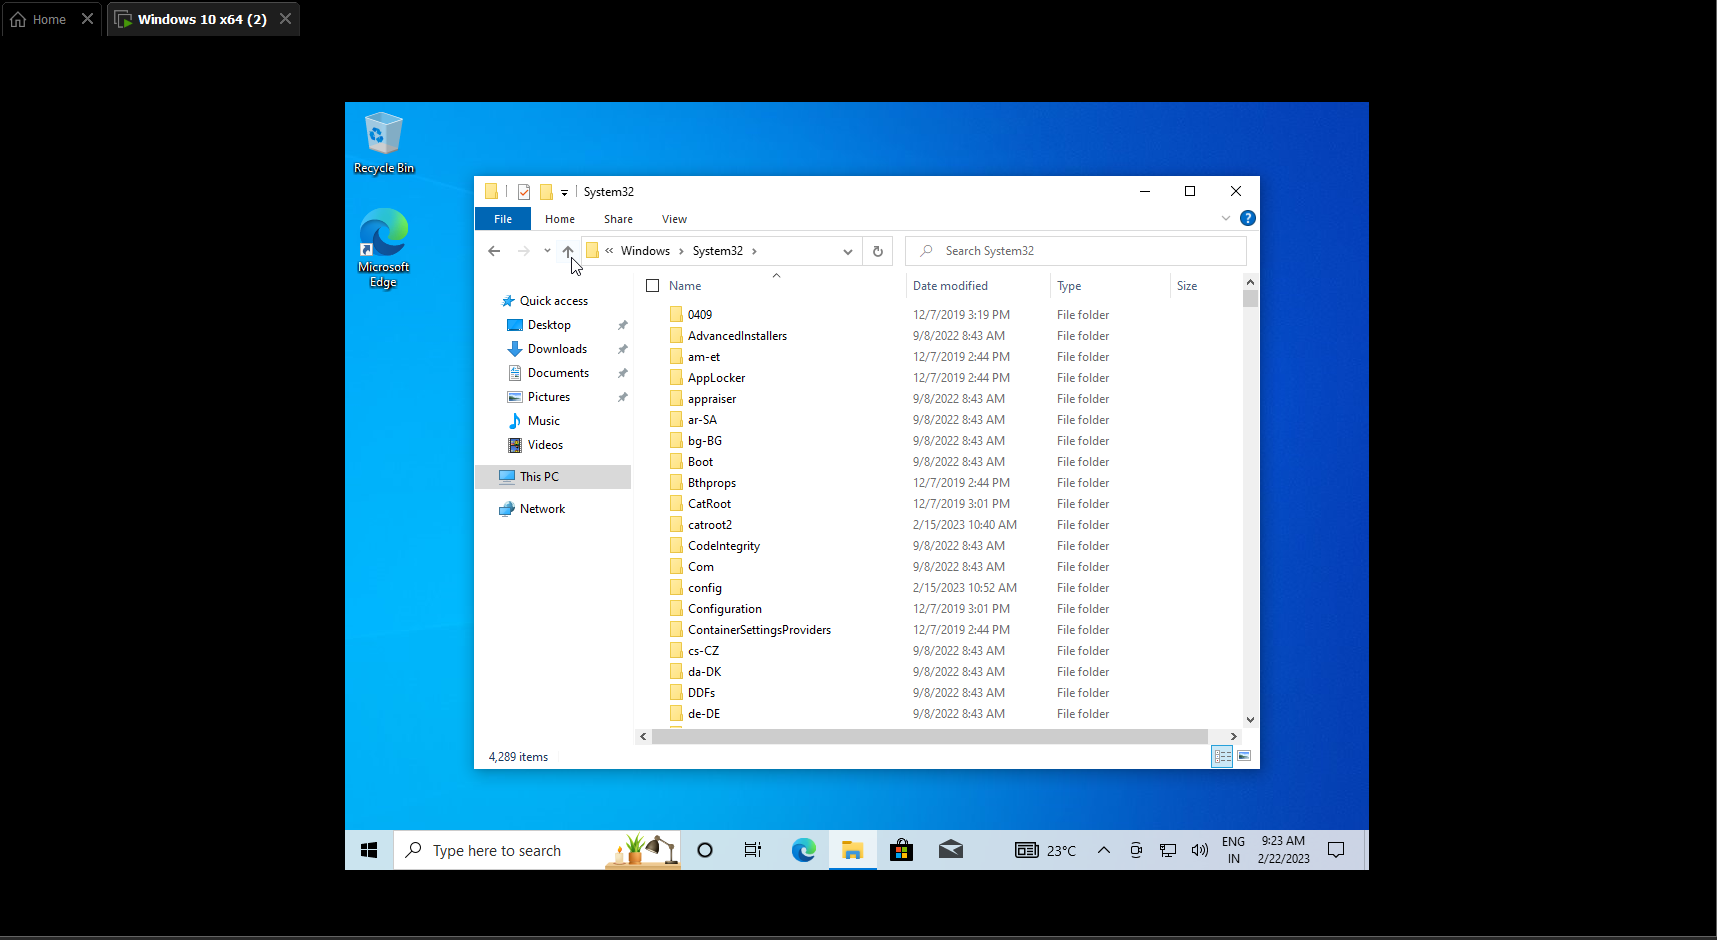 Home
Windows 10 x64 (2)
Recycle Bin
Microsoft
Edge
System32
File Home Share View
« Windows › System32 ›
Search System32
Name Date modified Type Size
Quick access
Desktop
Downloads
Documents
Pictures
Music
Videos
This PC
Network
0409 12/7/2019 3:19 PM File folder
AdvancedInstallers 9/8/2022 8:43 AM File folder
am-et 12/7/2019 2:44 PM File folder
AppLocker 12/7/2019 2:44 PM File folder
appraiser 9/8/2022 8:43 AM File folder
ar-SA 9/8/2022 8:43 AM File folder
bg-BG 9/8/2022 8:43 AM File folder
Boot 9/8/2022 8:43 AM File folder
Bthprops 12/7/2019 2:44 PM File folder
CatRoot 12/7/2019 3:01 PM File folder
catroot2 2/15/2023 10:40 AM File folder
CodeIntegrity 9/8/2022 8:43 AM File folder
Com 9/8/2022 8:43 AM File folder
config 2/15/2023 10:52 AM File folder
Configuration 12/7/2019 3:01 PM File folder
ContainerSettingsProviders 12/7/2019 2:44 PM File folder
cs-CZ 9/8/2022 8:43 AM File folder
da-DK 9/8/2022 8:43 AM File folder
DDFs 9/8/2022 8:43 AM File folder
de-DE 9/8/2022 8:43 AM File folder
4,289 items
Type here to search
23°C
ENG
IN
9:23 AM
2/22/2023